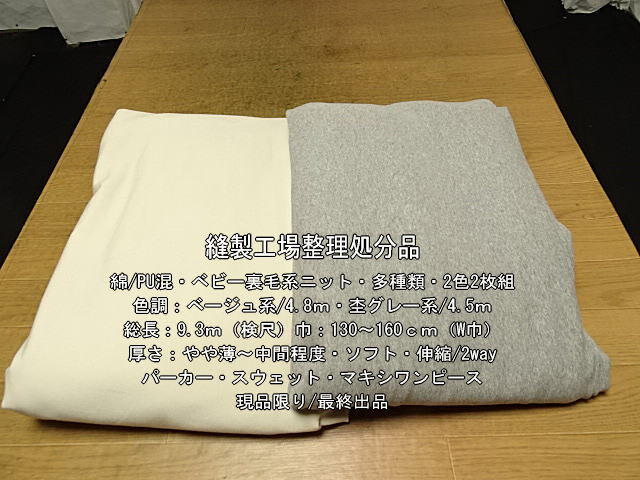 縫製工場整理処分品
綿/PU混・ベビー裏毛系ニット・多種類・2色2枚組
色調：ベージュ系/4.8ｍ・杢グレー系/4.5ｍ
総長：9.3ｍ（検尺）巾：130～160ｃｍ（W巾）
厚さ：やや薄～中間程度・ソフト・伸縮/2way
パーカー・スウェット・マキシワンピース
現品限り/最終出品